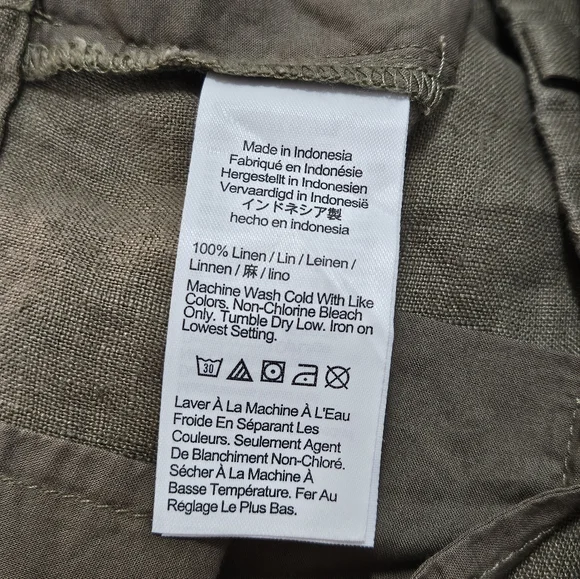 Made in Indonesia
Fabriqué en Indonésie
Hergestellt in Indonesien
Vervaardigd in Indonesië
インドネシア製
hecho en indonesia
100% Linen / Lin / Leinen /
Linnen / 麻 / lino
Machine Wash Cold With Like
Colors. Non-Chlorine Bleach
Only. Tumble Dry Low. Iron on
Lowest Setting.
30
Laver À La Machine À L'Eau
Froide En Séparant Les
Couleurs. Seulement Agent
De Blanchiment Non-Chloré.
Sécher À La Machine À
Basse Température. Fer Au
Réglage Le Plus Bas.